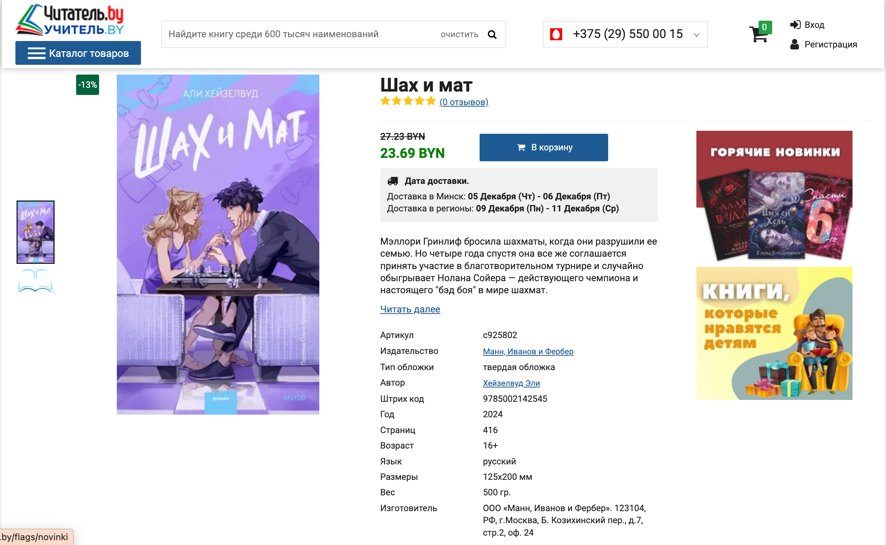 Читатель.by
УЧИТЕЛЬ.BY
Каталог товаров
Найдите книгу среди 600 тысяч наименований
очистить
+375 (29) 550 00 15
0
Вход
Регистрация
-13%
АЛИ ХЕЙЗЕЛВУД
ШАХ И МАТ
роман
МИФ
Шах и мат
(0 отзывов)
27.23 BYN
23.69 BYN
В корзину
Дата доставки.
Доставка в Минск: 05 Декабря (Чт) - 06 Декабря (Пт)
Доставка в регионы: 09 Декабря (Пн) - 11 Декабря (Ср)
Мэллори Гринлиф бросила шахматы, когда они разрушили ее
семью. Но четыре года спустя она все же соглашается
принять участие в благотворительном турнире и случайно
обыгрывает Нолана Сойера — действующего чемпиона и
настоящего "бэд боя" в мире шахмат.
Читать далее
Артикул с925802
Издательство Манн, Иванов и Фербер
Тип обложки твердая обложка
Автор Хейзелвуд Эли
Штрих код 9785002142545
Год 2024
Страниц 416
Возраст 16+
Язык русский
Размеры 125х200 мм
Вес 500 гр.
Изготовитель ООО «Манн, Иванов и Фербер». 123104,
РФ, г.Москва, Б. Козихинский пер., д.7,
стр.2, оф. 24
ГОРЯЧИЕ НОВИНКИ
6
КНИГИ,
которые
нравятся
детям
.by/flags/novinki